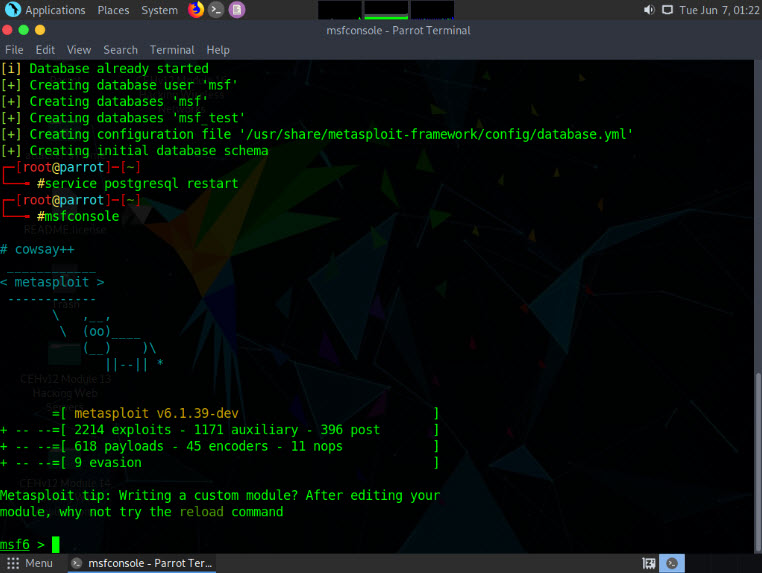 Applications Places System Tue Jun 7, 01:22
msfconsole - Parrot Terminal
File Edit View Search Terminal Help
[i] Database already started
[+] Creating database user 'msf'
[+] Creating databases 'msf'
[+] Creating databases 'msf_test'
[+] Creating configuration file '/usr/share/metasploit-framework/config/database.yml'
[+] Creating initial database schema
┌─[root@parrot]─[~]
└──╼ #service postgresql restart
┌─[root@parrot]─[~]
└──╼ #msfconsole
README.license
# cowsay++
 ____________
< metasploit >
 ------------
       \   ,__,
        \  (oo)____
           (__)    )\
              ||--|| *
Trash
CEHv12 Module 13
Hacking Web
       =[ metasploit v6.1.39-dev                          ]
+ -- --=[ 2214 exploits - 1171 auxiliary - 396 post       ]
+ -- --=[ 618 payloads - 45 encoders - 11 nops            ]
+ -- --=[ 9 evasion                                       ]
CEHv12 Module 14
Metasploit tip: Writing a custom module? After editing your
module, why not try the reload command
msf6 >
Menu msfconsole - Parrot Ter...